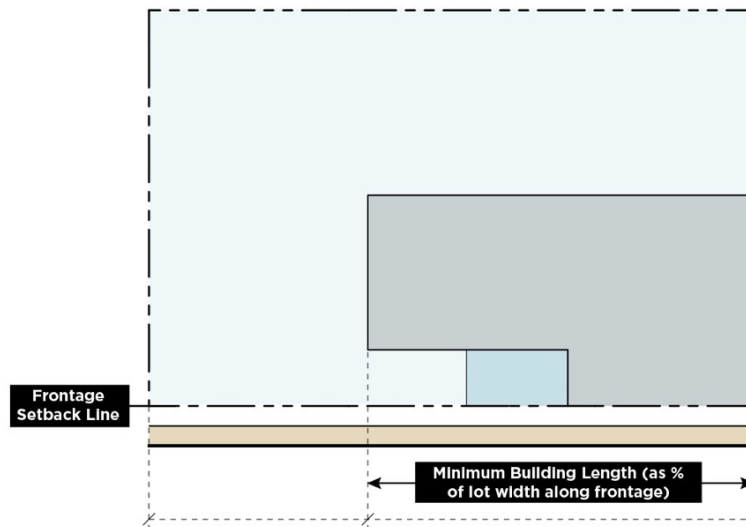 Frontage
Setback Line
Minimum Building Length (as %
of lot width along frontage)